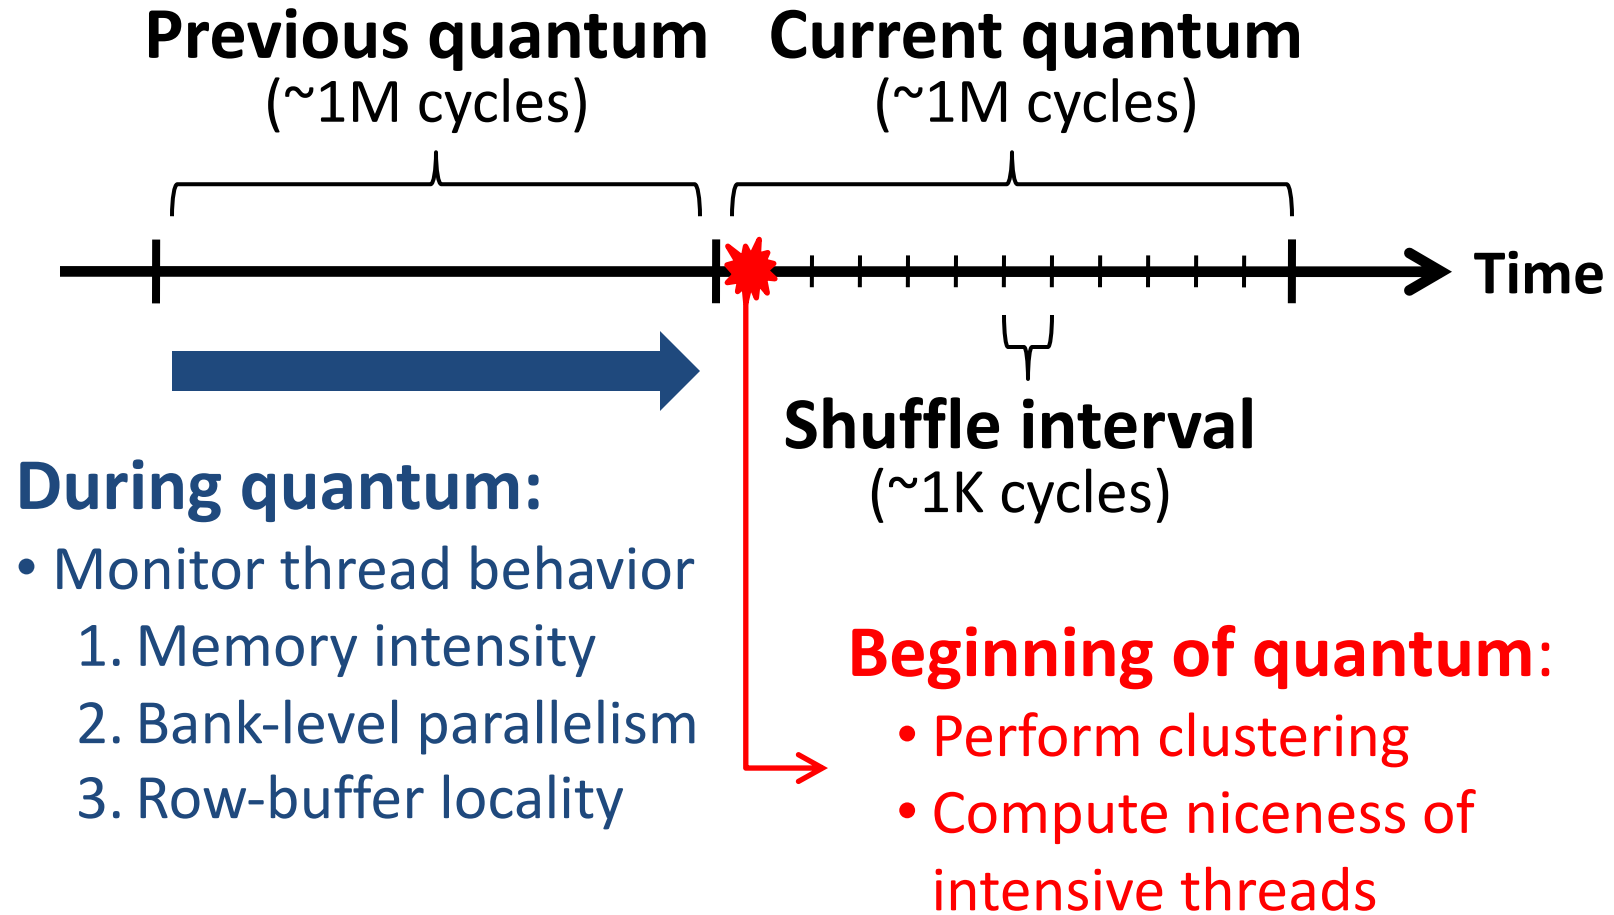 Previous quantum
(~1M cycles)
Current quantum
(~1M cycles)
Time
Shuffle interval
(~1K cycles)
During quantum:
• Monitor thread behavior
1. Memory intensity
2. Bank-level parallelism
3. Row-buffer locality
Beginning of quantum:
• Perform clustering
• Compute niceness of
intensive threads